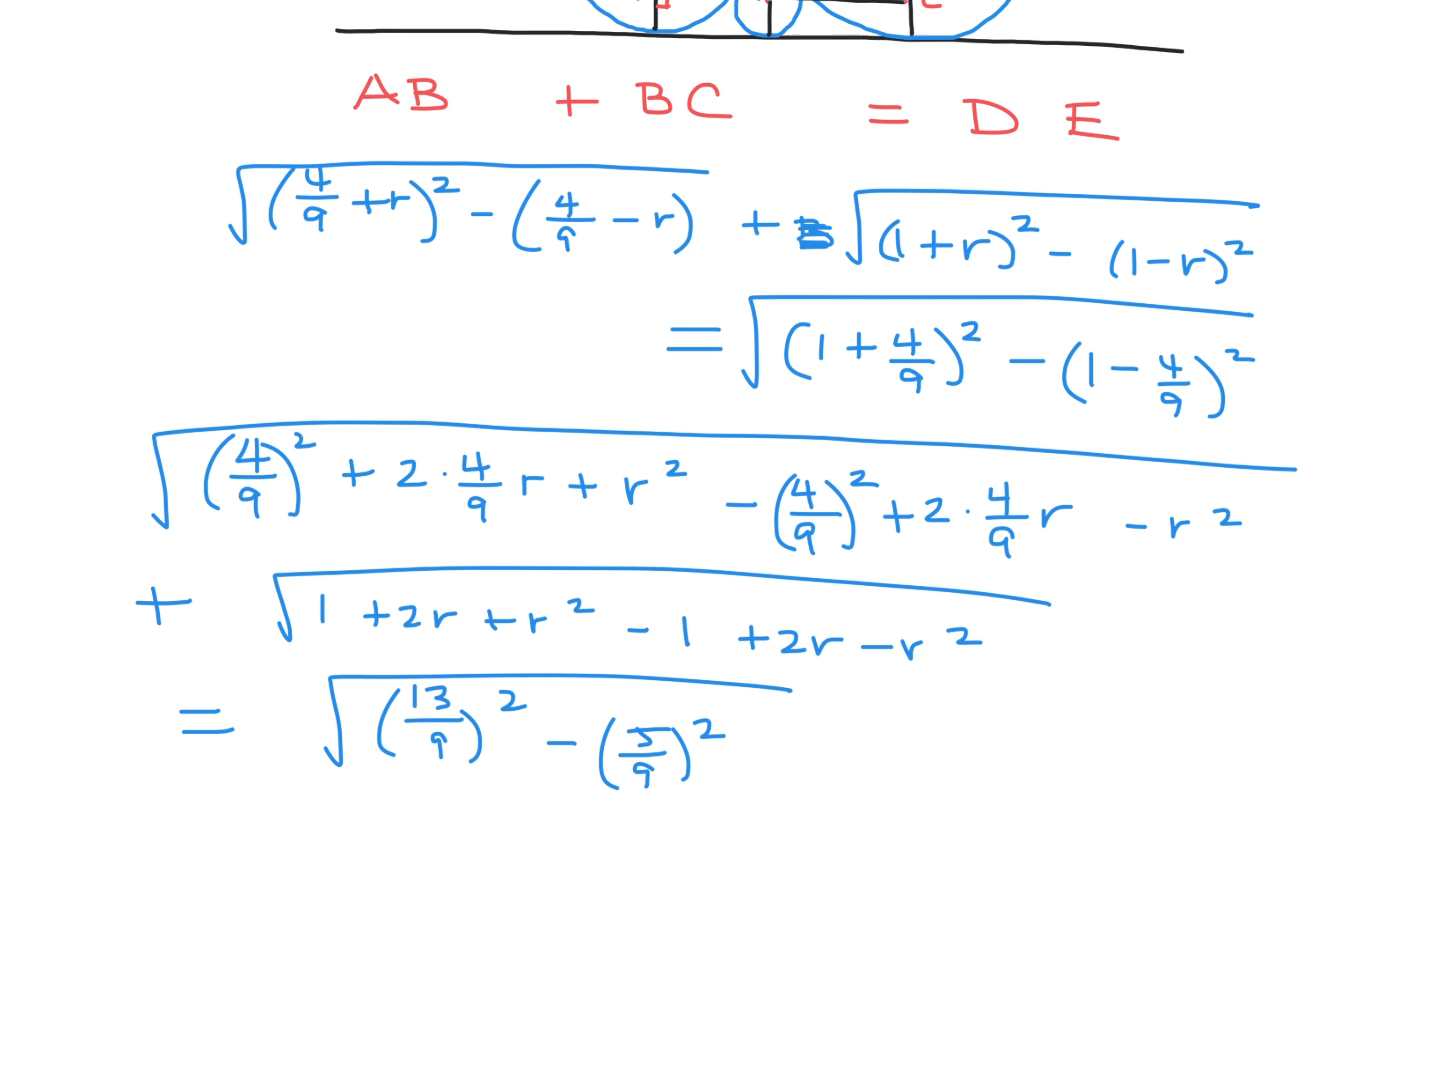 AB + BC = DE
√((4/9 + r)² - (4/9 - r)) + √((1 + r)² - (1 - r)²)
= √((1 + 4/9)² - (1 - 4/9)²)
√((4/9)² + 2 · 4/9 r + r² - (4/9)² + 2 · 4/9 r - r²)
+ √(1 + 2r + r² - 1 + 2r - r²)
= √((13/9)² - (5/9)²)